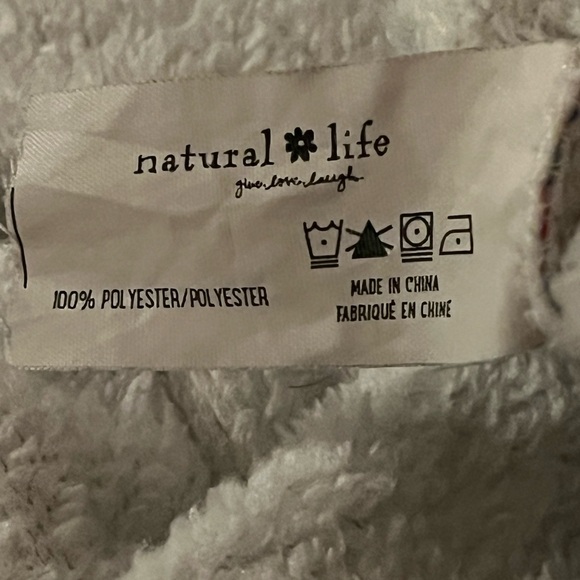 natural life
give.love.laugh.
100% POLYESTER/POLYESTER
MADE IN CHINA
FABRIQUÉ EN CHINE